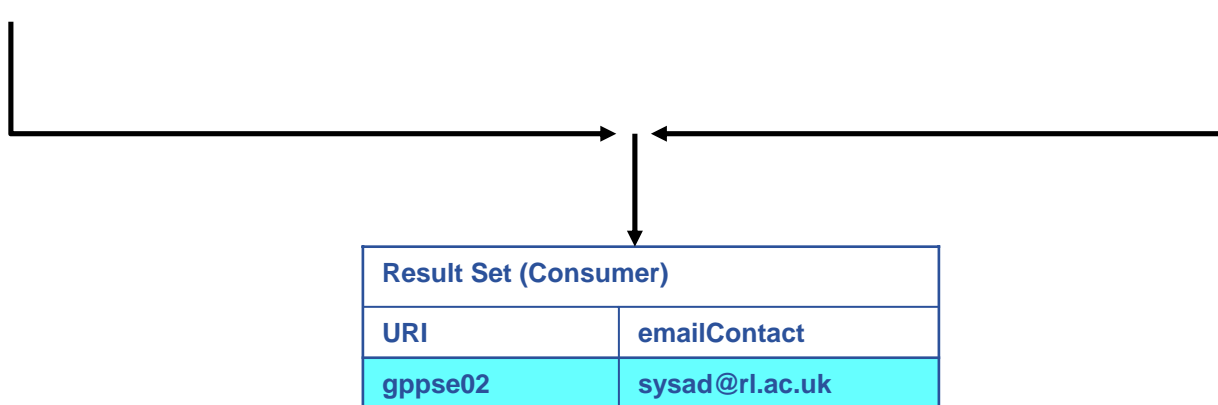 Result Set (Consumer)
URI emailContact
gppse02 sysad@rl.ac.uk